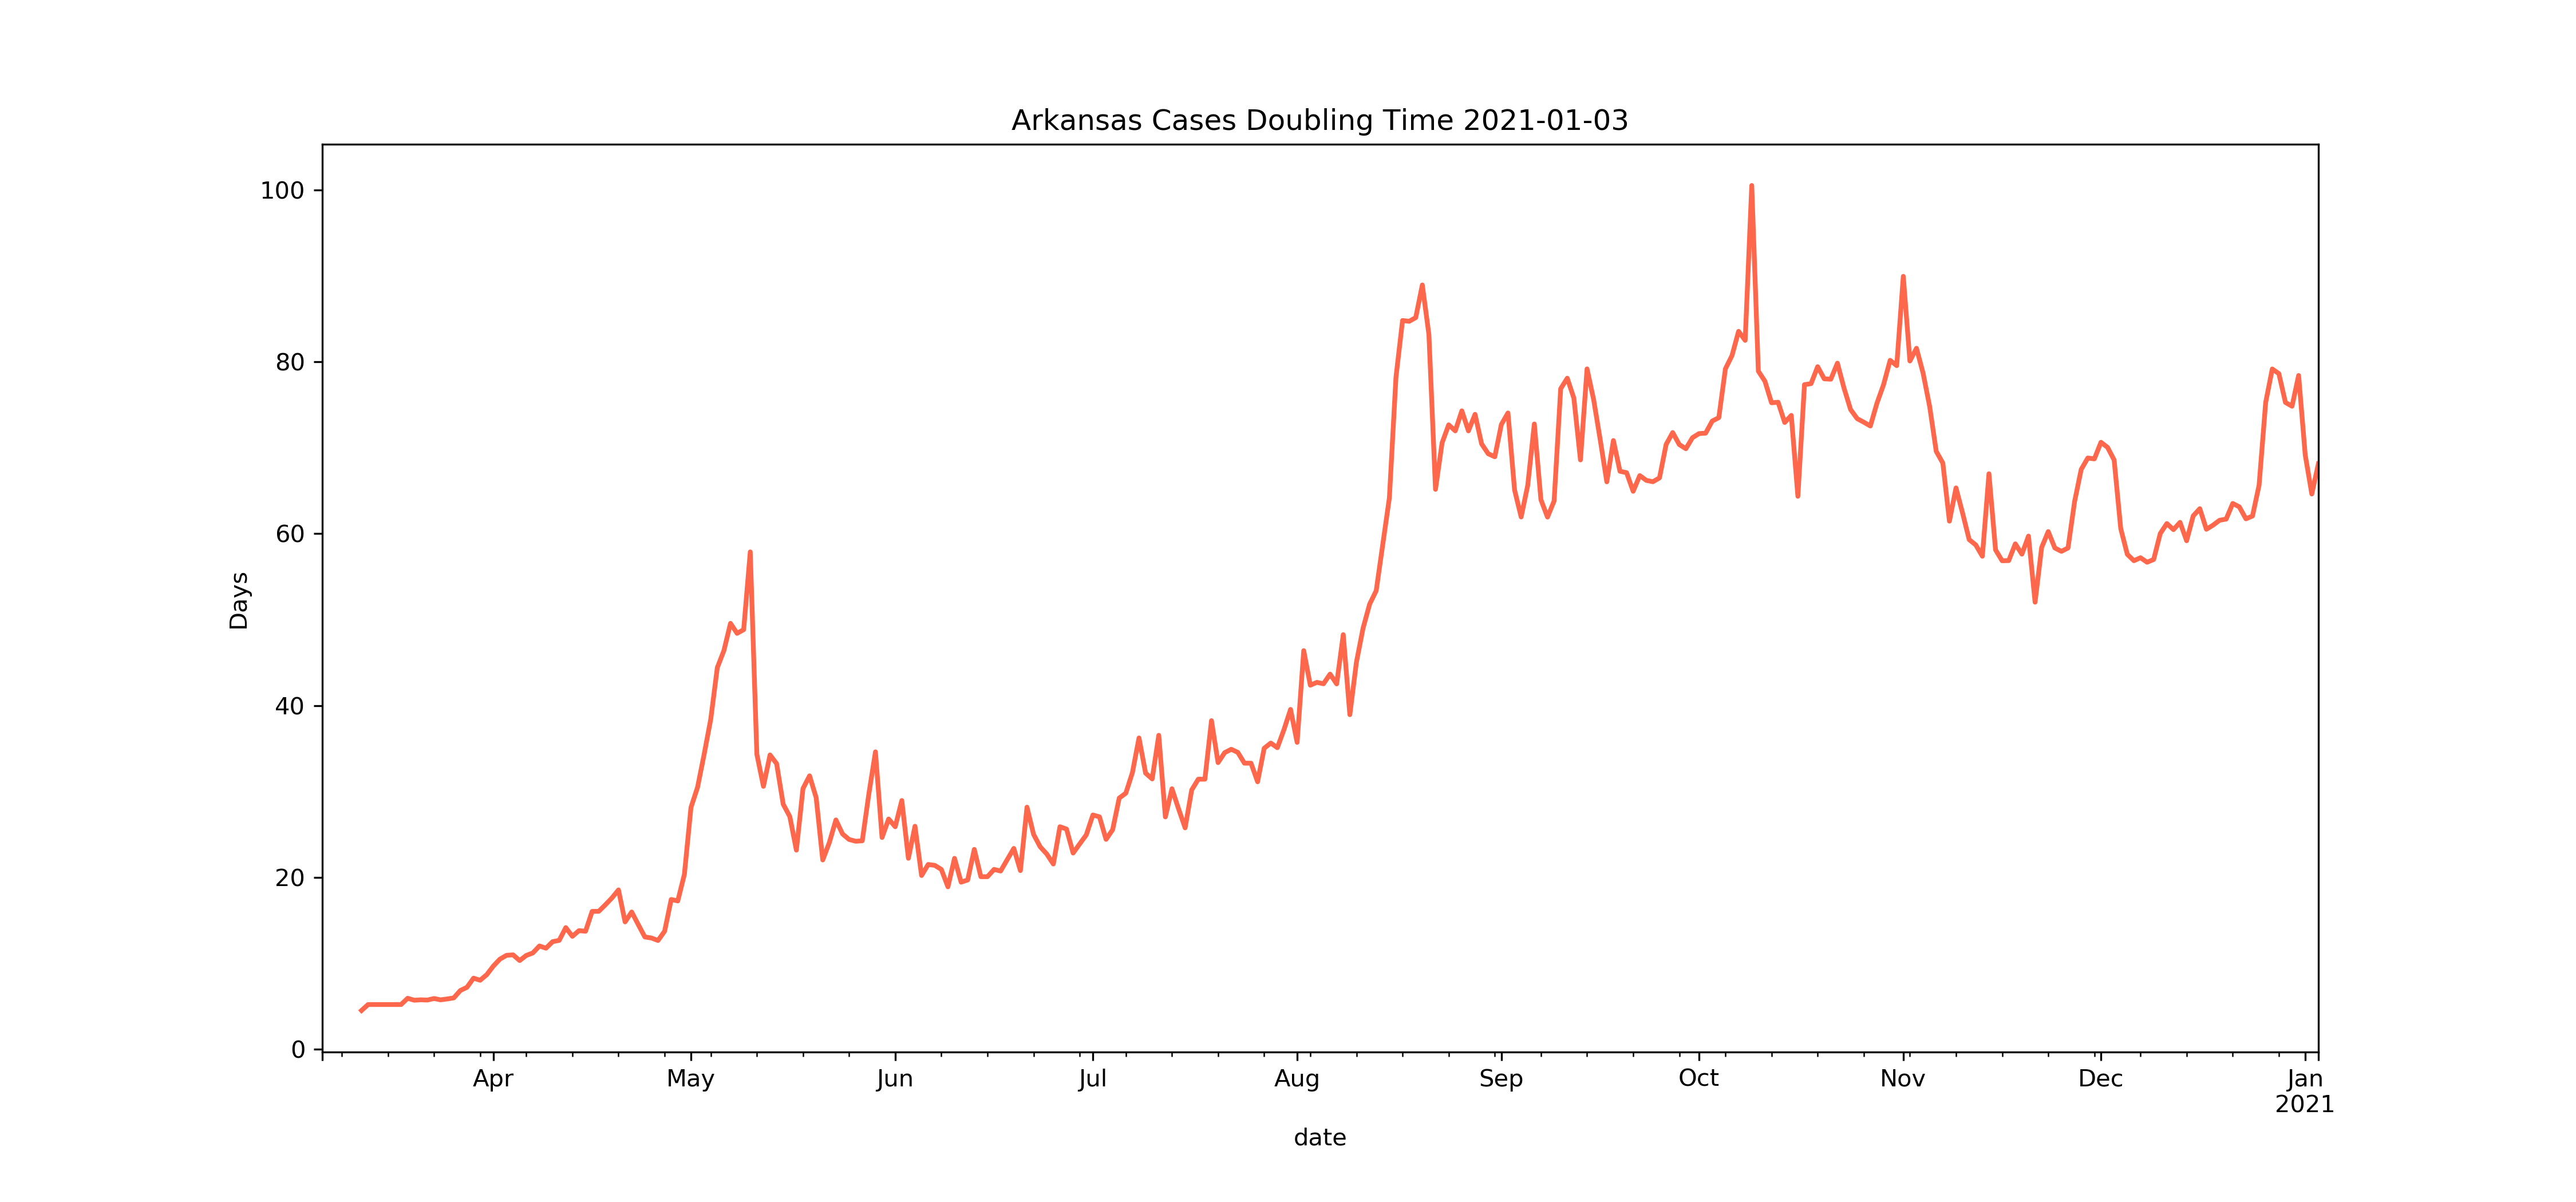 Arkansas Cases Doubling Time 2021-01-03
100
80
60
40
20
0
Days
Apr May Jun Jul Aug Sep Oct Nov Dec Jan
2021
date